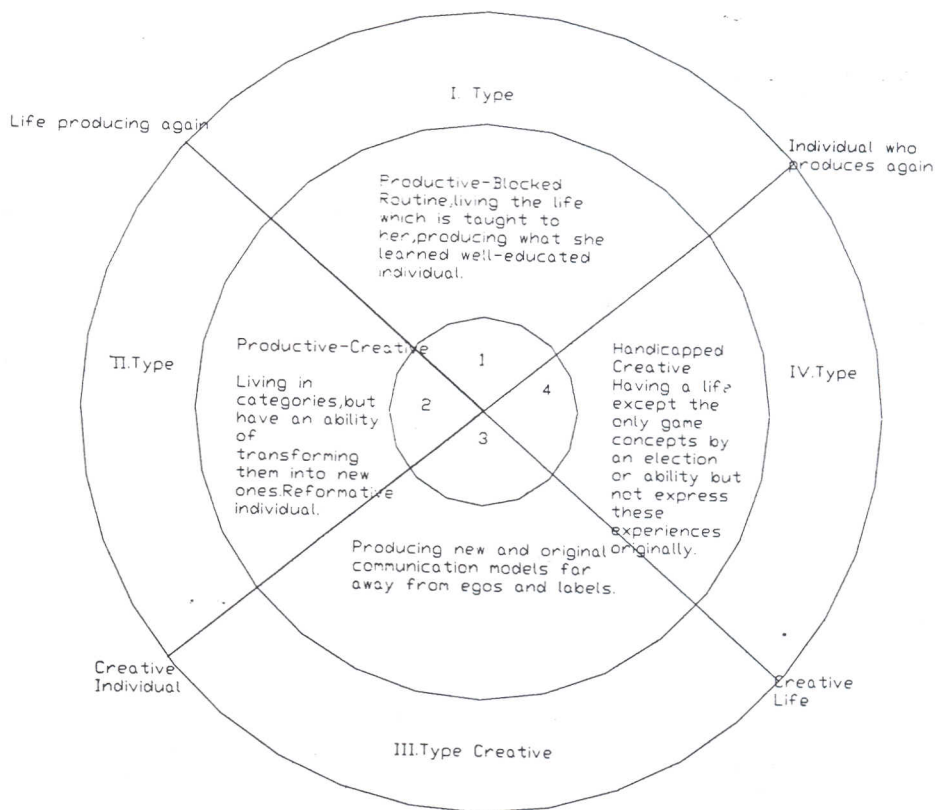 I. Type
Life producing again
Individual who
produces again
Productive-Blocked
Routine,living the life
which is taught to
her,producing what she
learned well-educated
individual.
II.Type
Productive-Creative
Living in
categories,but
have an ability
of
transforming
them into new
ones.Reformative
individual.
1
2
3
4
Handicapped
Creative
Having a life
except the
only game
concepts by
an election
or ability but
not express
these
experiences
originally.
IV.Type
Producing new and original
communication models far
away from egos and labels.
Creative
Individual
Creative
Life
III.Type Creative